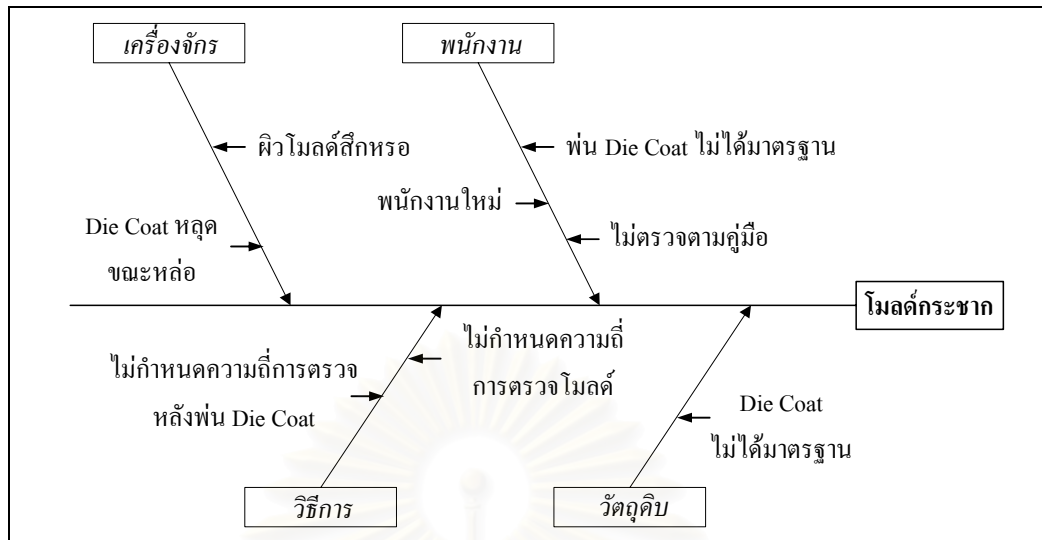 เครื่องจักร
พนักงาน
ผิวโมลด์สึกหรอ
พ่น Die Coat ไม่ได้มาตรฐาน
พนักงานใหม่
Die Coat หลุด
ขณะหล่อ
ไม่ตรวจตามคู่มือ
โมลด์กระชาก
ไม่กำหนดความถี่การตรวจ
หลังพ่น Die Coat
ไม่กำหนดความถี่
การตรวจโมลด์
Die Coat
ไม่ได้มาตรฐาน
วิธีการ
วัตถุดิบ